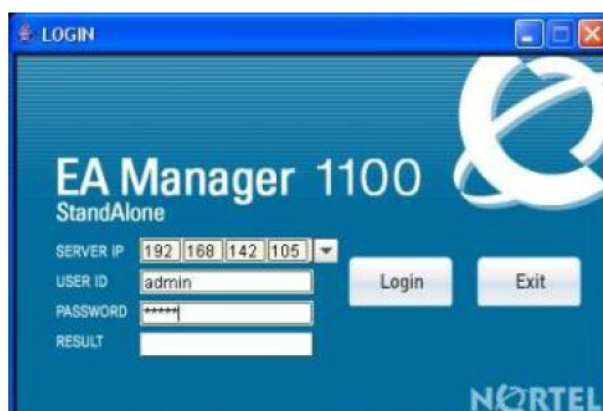 LOGIN
EA Manager 1100
StandAlone
SERVER IP 192 168 142 105
USER ID admin
PASSWORD *****
RESULT
Login Exit
NORTEL